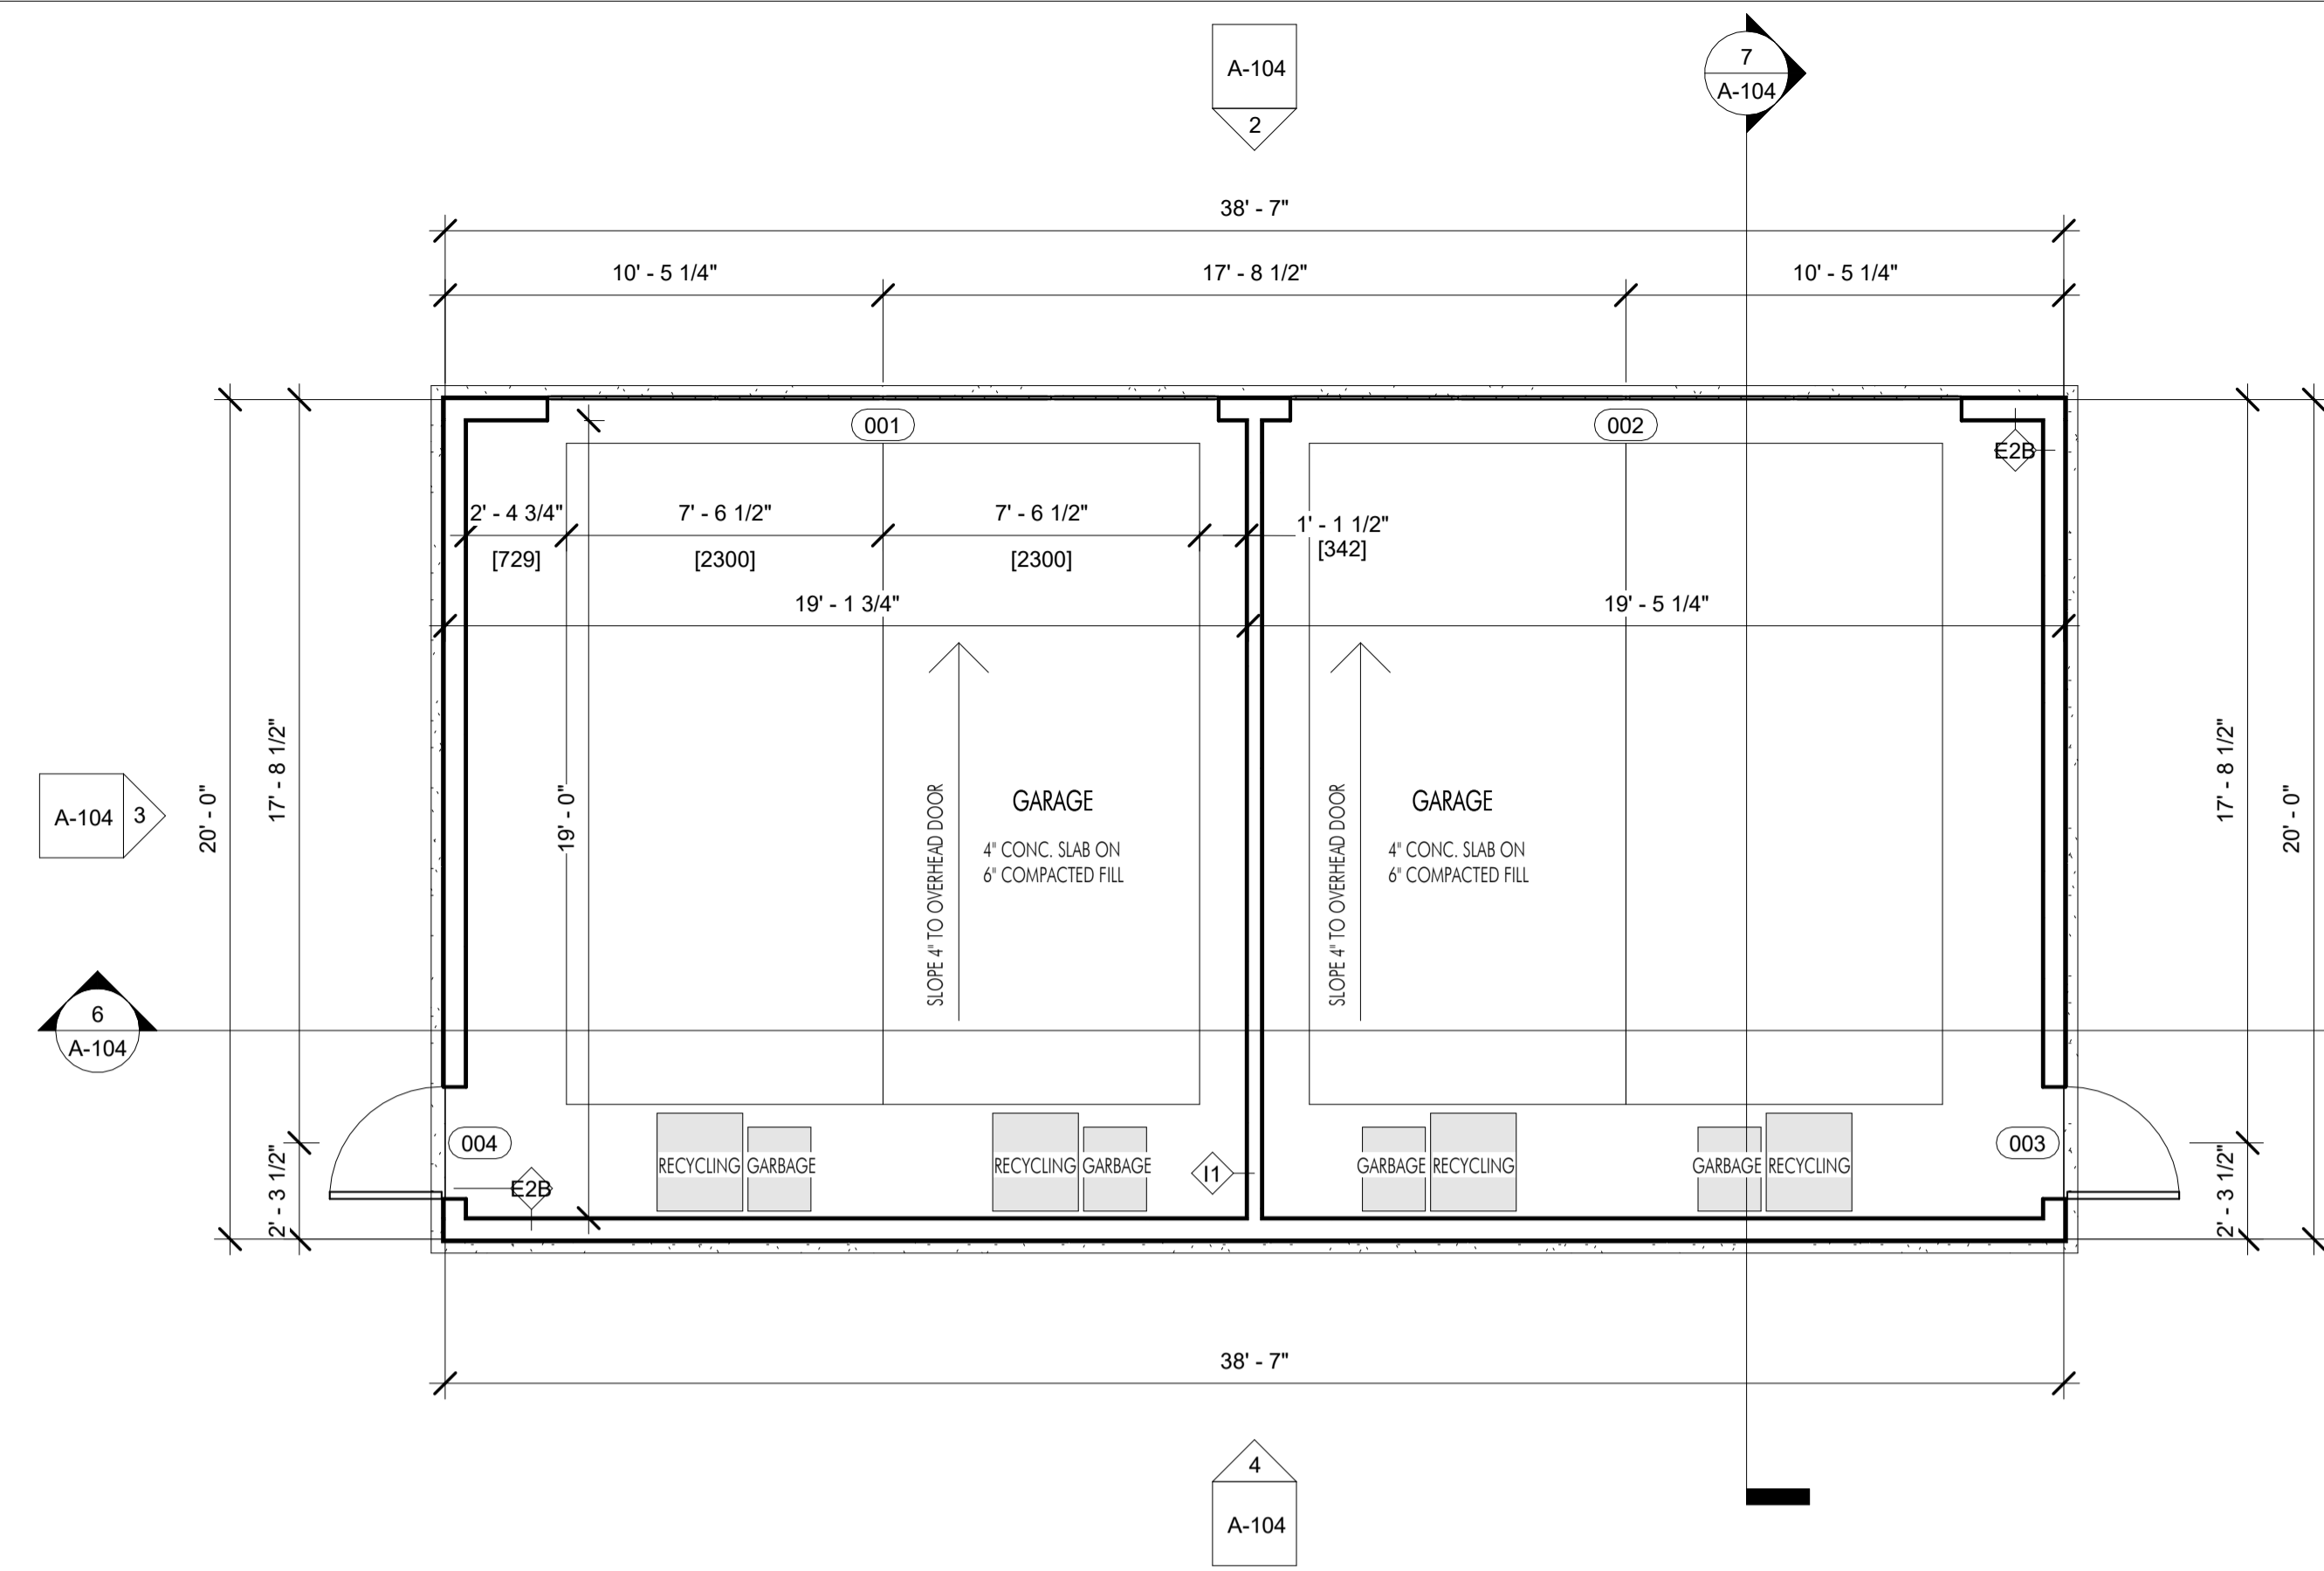 A-104
2
7
A-104
38' - 7"
10' - 5 1/4"
17' - 8 1/2"
10' - 5 1/4"
001
002
E2B
2' - 4 3/4"
7' - 6 1/2"
7' - 6 1/2"
1' - 1 1/2"
[342]
[729]
[2300]
[2300]
19' - 1 3/4"
19' - 5 1/4"
20' - 0"
17' - 8 1/2"
19' - 0"
SLOPE 4" TO OVERHEAD DOOR
GARAGE
4" CONC. SLAB ON
6" COMPACTED FILL
SLOPE 4" TO OVERHEAD DOOR
GARAGE
4" CONC. SLAB ON
6" COMPACTED FILL
17' - 8 1/2"
20' - 0"
A-104
3
6
A-104
2' - 3 1/2"
004
E2B
RECYCLING
GARBAGE
RECYCLING
GARBAGE
I1
GARBAGE
RECYCLING
GARBAGE
RECYCLING
003
2' - 3 1/2"
38' - 7"
4
A-104